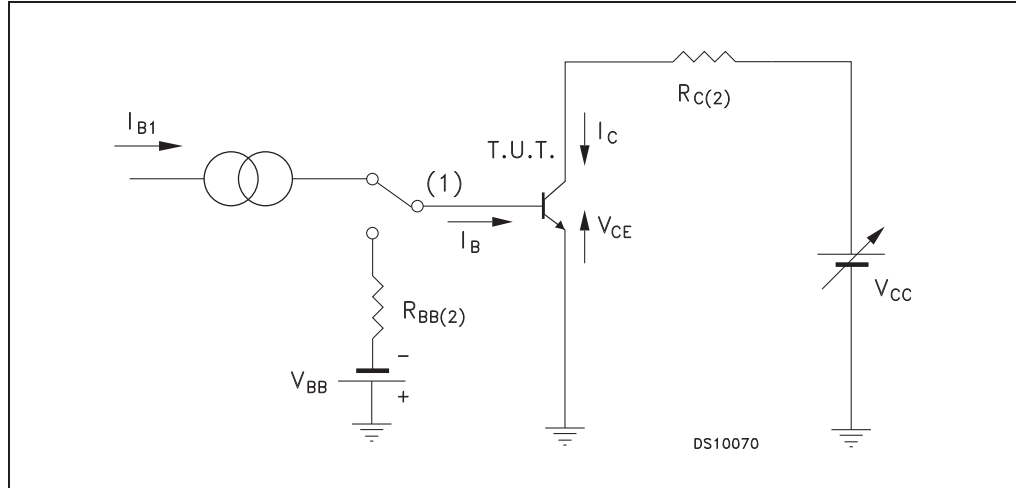 I_B1
(1)
I_B
T.U.T.
I_C
V_CE
R_C(2)
V_CC
R_BB(2)
V_BB
−
+
DS10070